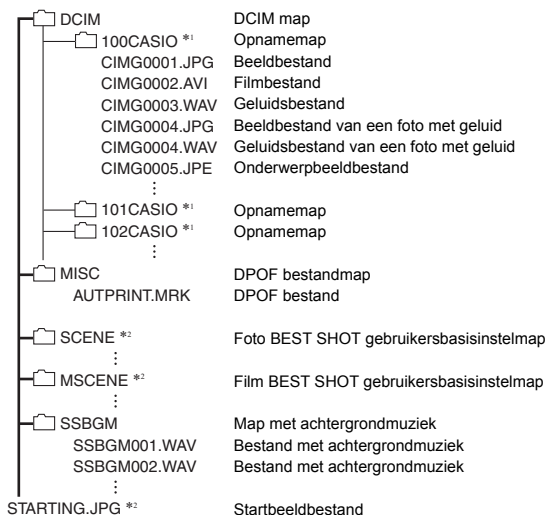 DCIM DCIM map
100CASIO *1 Opnamemap
CIMG0001.JPG Beeldbestand
CIMG0002.AVI Filmbestand
CIMG0003.WAV Geluidsbestand
CIMG0004.JPG Beeldbestand van een foto met geluid
CIMG0004.WAV Geluidsbestand van een foto met geluid
CIMG0005.JPE Onderwerpbeeldbestand
101CASIO *1 Opnamemap
102CASIO *1 Opnamemap
MISC DPOF bestandmap
AUTPRINT.MRK DPOF bestand
SCENE *2 Foto BEST SHOT gebruikersbasisinstelmap
MSCENE *2 Film BEST SHOT gebruikersbasisinstelmap
SSBGM Map met achtergrondmuziek
SSBGM001.WAV Bestand met achtergrondmuziek
SSBGM002.WAV Bestand met achtergrondmuziek
STARTING.JPG *2 Startbeeldbestand